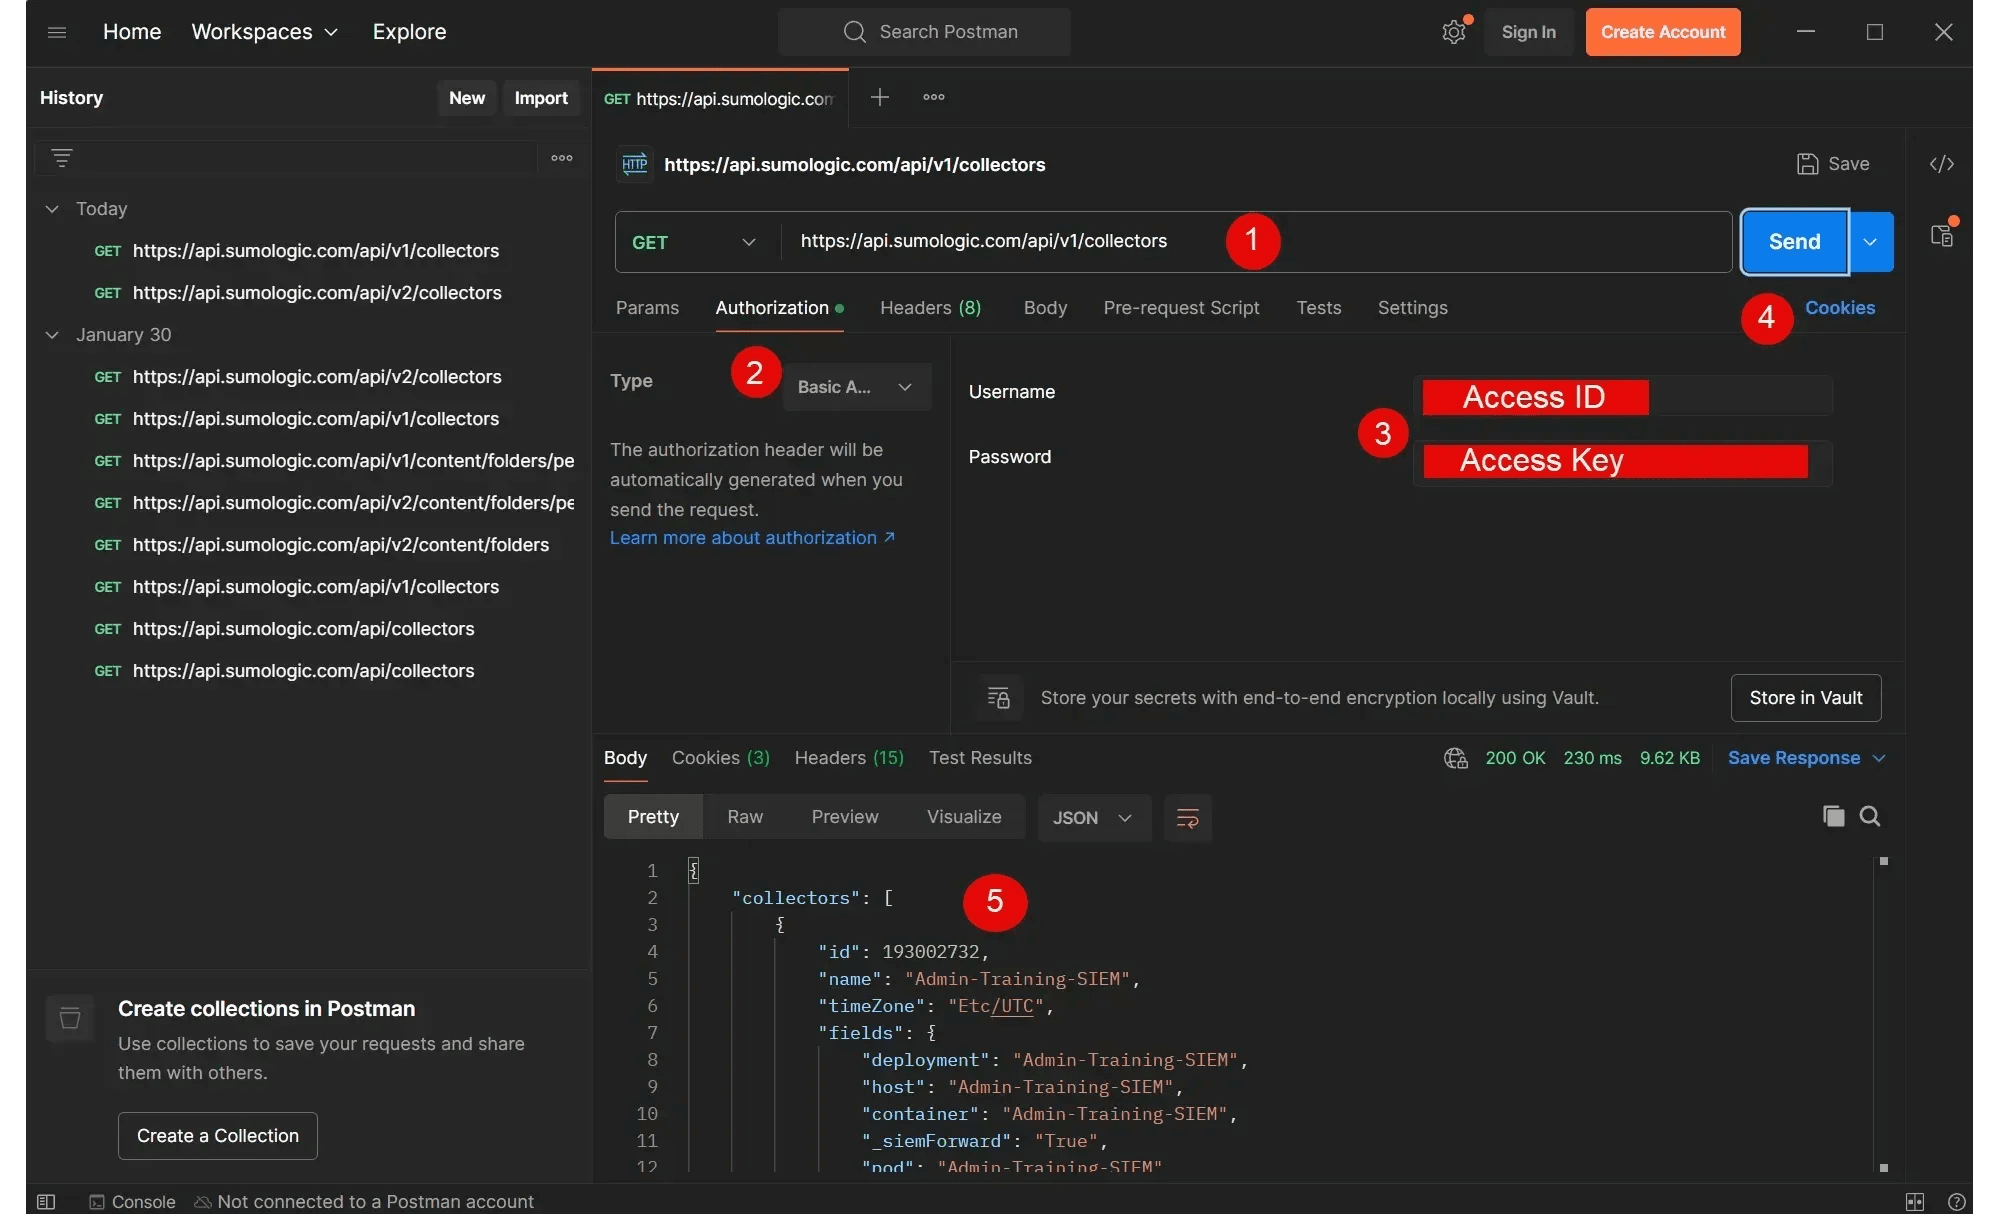 Home Workspaces Explore Search Postman Sign In Create Account
History New Import
GET https://api.sumologic.com
Today
GET https://api.sumologic.com/api/v1/collectors
GET https://api.sumologic.com/api/v2/collectors
January 30
GET https://api.sumologic.com/api/v2/collectors
GET https://api.sumologic.com/api/v1/collectors
GET https://api.sumologic.com/api/v1/content/folders/pe
GET https://api.sumologic.com/api/v2/content/folders/pe
GET https://api.sumologic.com/api/v2/content/folders
GET https://api.sumologic.com/api/v1/collectors
GET https://api.sumologic.com/api/collectors
GET https://api.sumologic.com/api/collectors
Create collections in Postman
Use collections to save your requests and share
them with others.
Create a Collection
HTTP https://api.sumologic.com/api/v1/collectors Save
GET https://api.sumologic.com/api/v1/collectors 1 Send
Params Authorization Headers (8) Body Pre-request Script Tests Settings 4 Cookies
Type 2 Basic A...
The authorization header will be
automatically generated when you
send the request.
Learn more about authorization ↗
Username Access ID
3
Password Access Key
Store your secrets with end-to-end encryption locally using Vault. Store in Vault
Body Cookies (3) Headers (15) Test Results 200 OK 230 ms 9.62 KB Save Response
Pretty Raw Preview Visualize JSON
1 {
2 "collectors": [ 5
3 {
4 "id": 193002732,
5 "name": "Admin-Training-SIEM",
6 "timeZone": "Etc/UTC",
7 "fields": {
8 "deployment": "Admin-Training-SIEM",
9 "host": "Admin-Training-SIEM",
10 "container": "Admin-Training-SIEM",
11 "_siemForward": "True",
12 "pod": "Admin-Training-SIEM"
Console Not connected to a Postman account